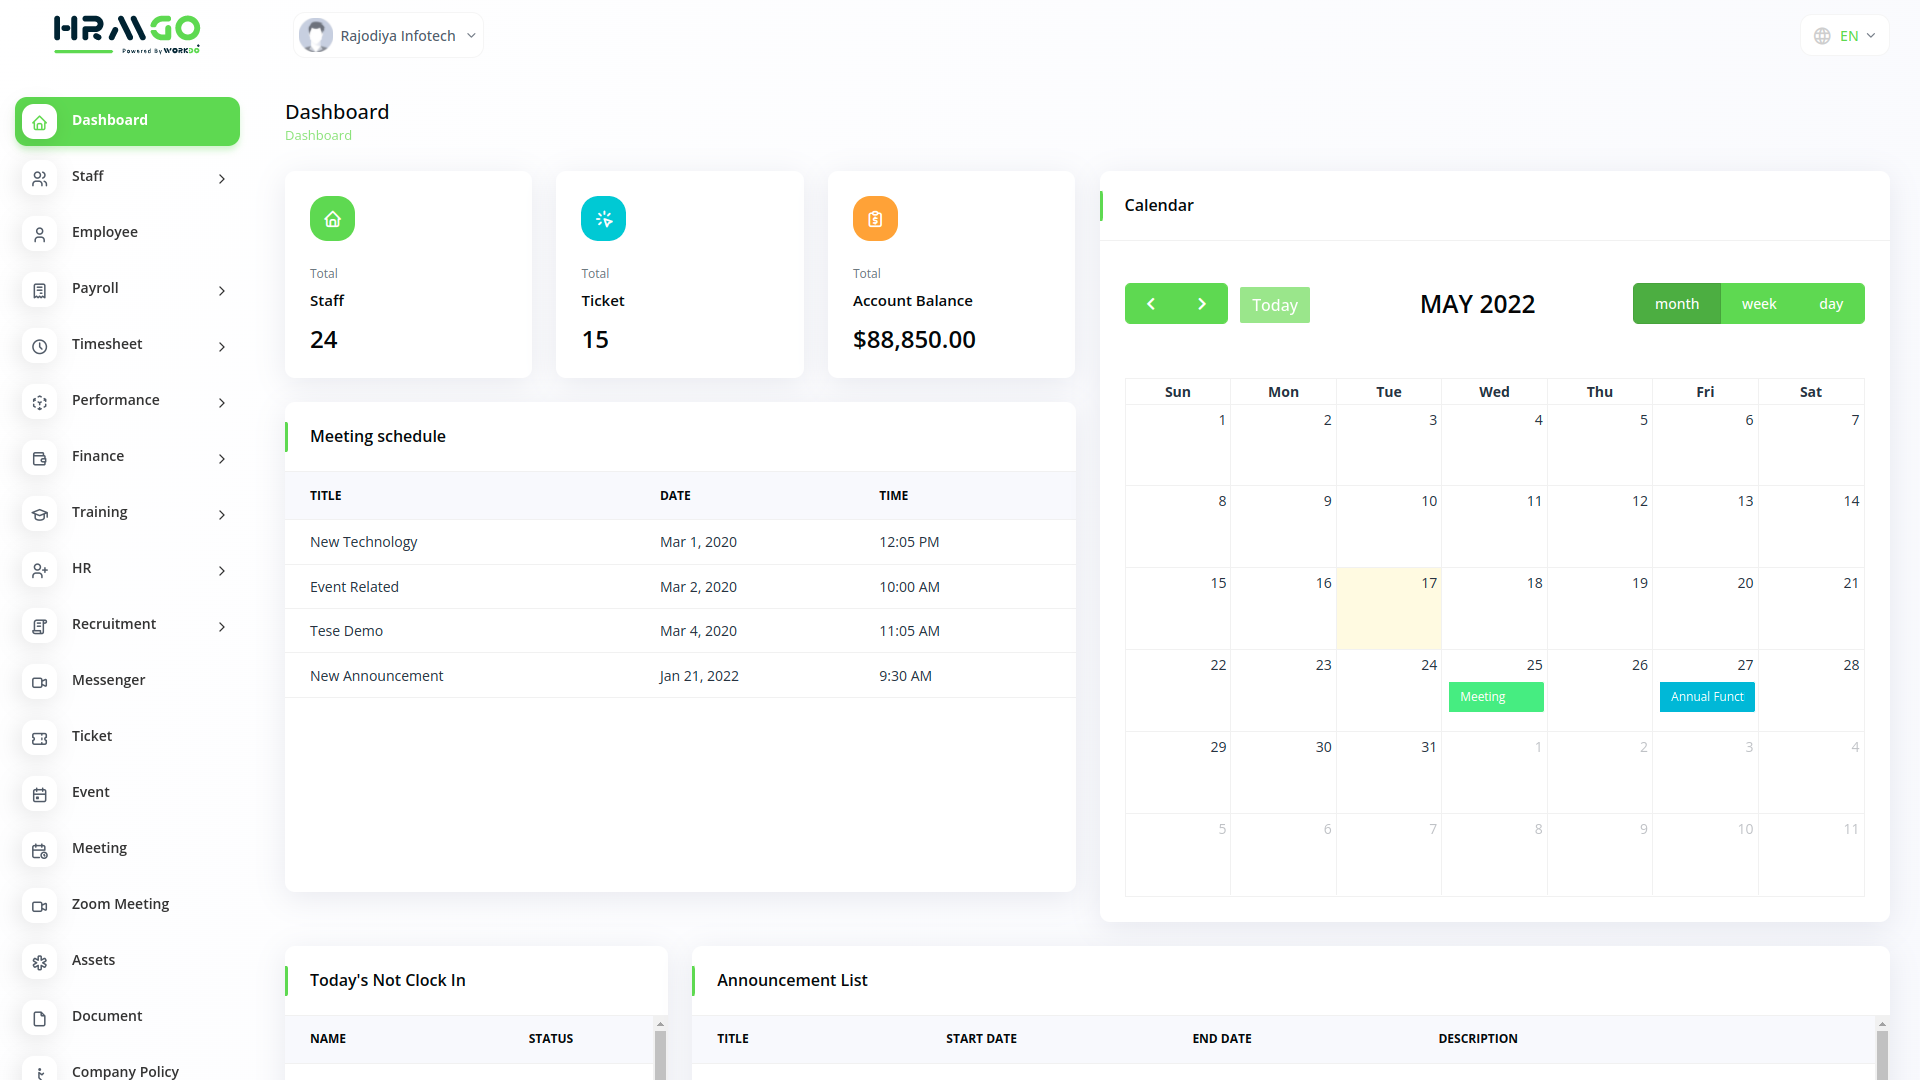 HRMGO
Powered By WORKDO
Rajodiya Infotech
EN
Dashboard
Staff
Employee
Payroll
Timesheet
Performance
Finance
Training
HR
Recruitment
Messenger
Ticket
Event
Meeting
Zoom Meeting
Assets
Document
Company Policy
Dashboard
Dashboard
Total
Staff
24
Total
Ticket
15
Total
Account Balance
$88,850.00
Meeting schedule
TITLE DATE TIME
New Technology Mar 1, 2020 12:05 PM
Event Related Mar 2, 2020 10:00 AM
Tese Demo Mar 4, 2020 11:05 AM
New Announcement Jan 21, 2022 9:30 AM
Calendar
Today
MAY 2022
month week day
Sun Mon Tue Wed Thu Fri Sat
1 2 3 4 5 6 7
8 9 10 11 12 13 14
15 16 17 18 19 20 21
22 23 24 25 26 27 28
Meeting Annual Funct
29 30 31 1 2 3 4
5 6 7 8 9 10 11
Today's Not Clock In
NAME STATUS
Announcement List
TITLE START DATE END DATE DESCRIPTION